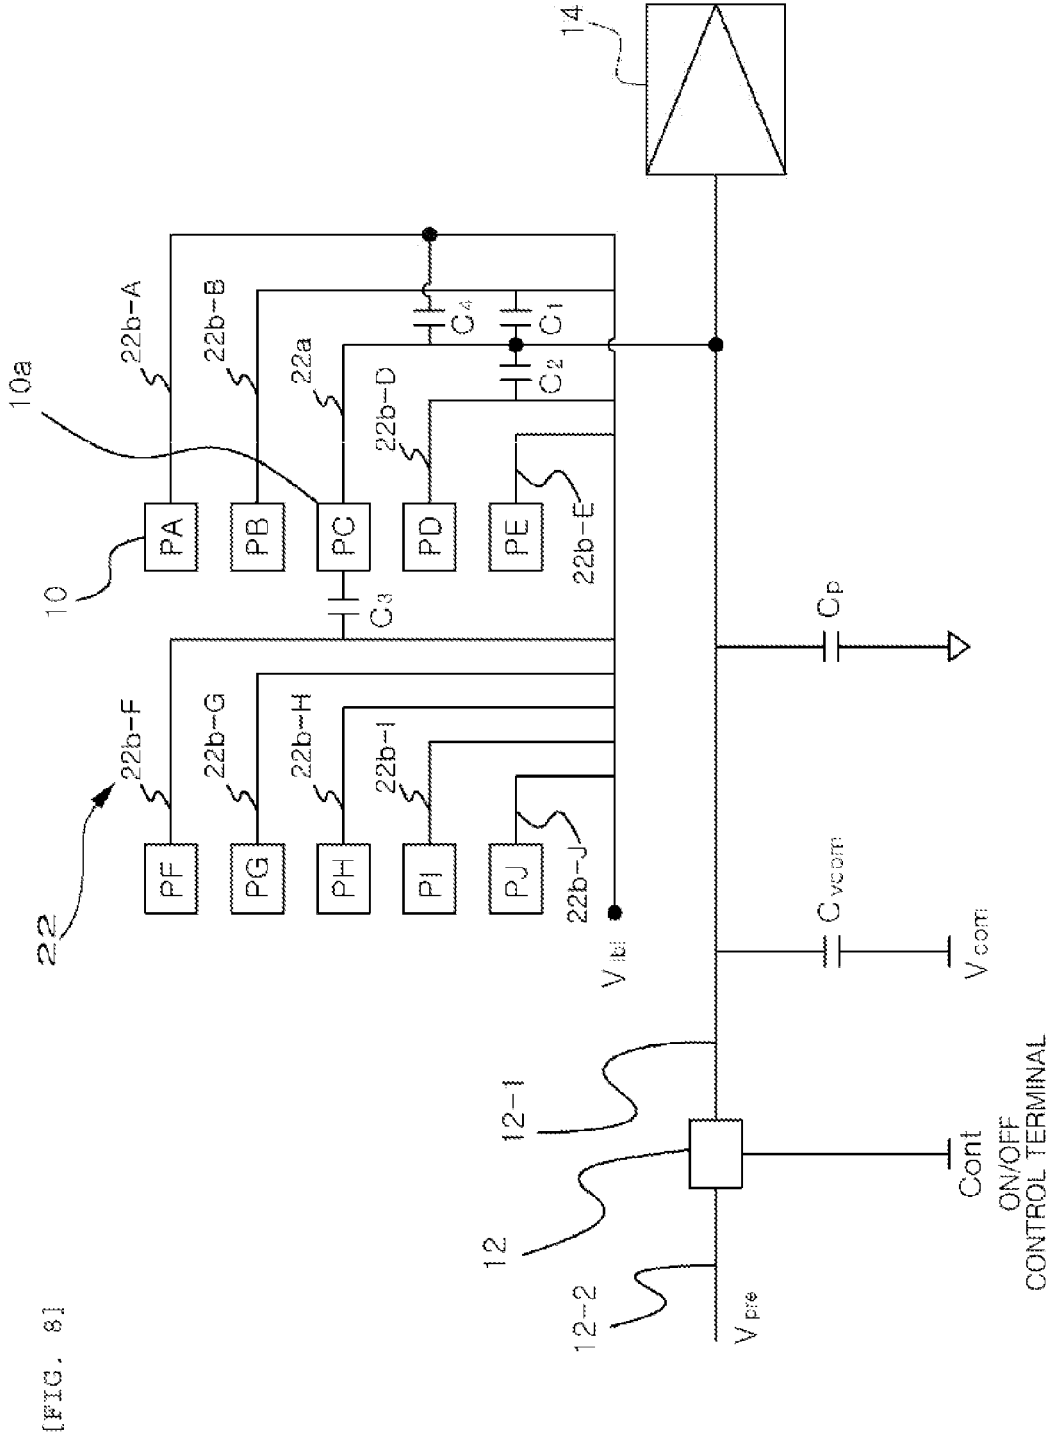 [FIG. 8]
22
22b-F
22b-G
22b-H
22b-I
22b-J
PF
PG
PH
PI
PJ
10
10a
22b-A
22b-B
22a
22b-D
22b-E
PA
PB
PC
PD
PE
C3
C4
C1
C2
14
Vlbl
12-2
12
12-1
Vpre
Cont
ON/OFF
CONTROL TERMINAL
Cvcom
Vcom
Cp